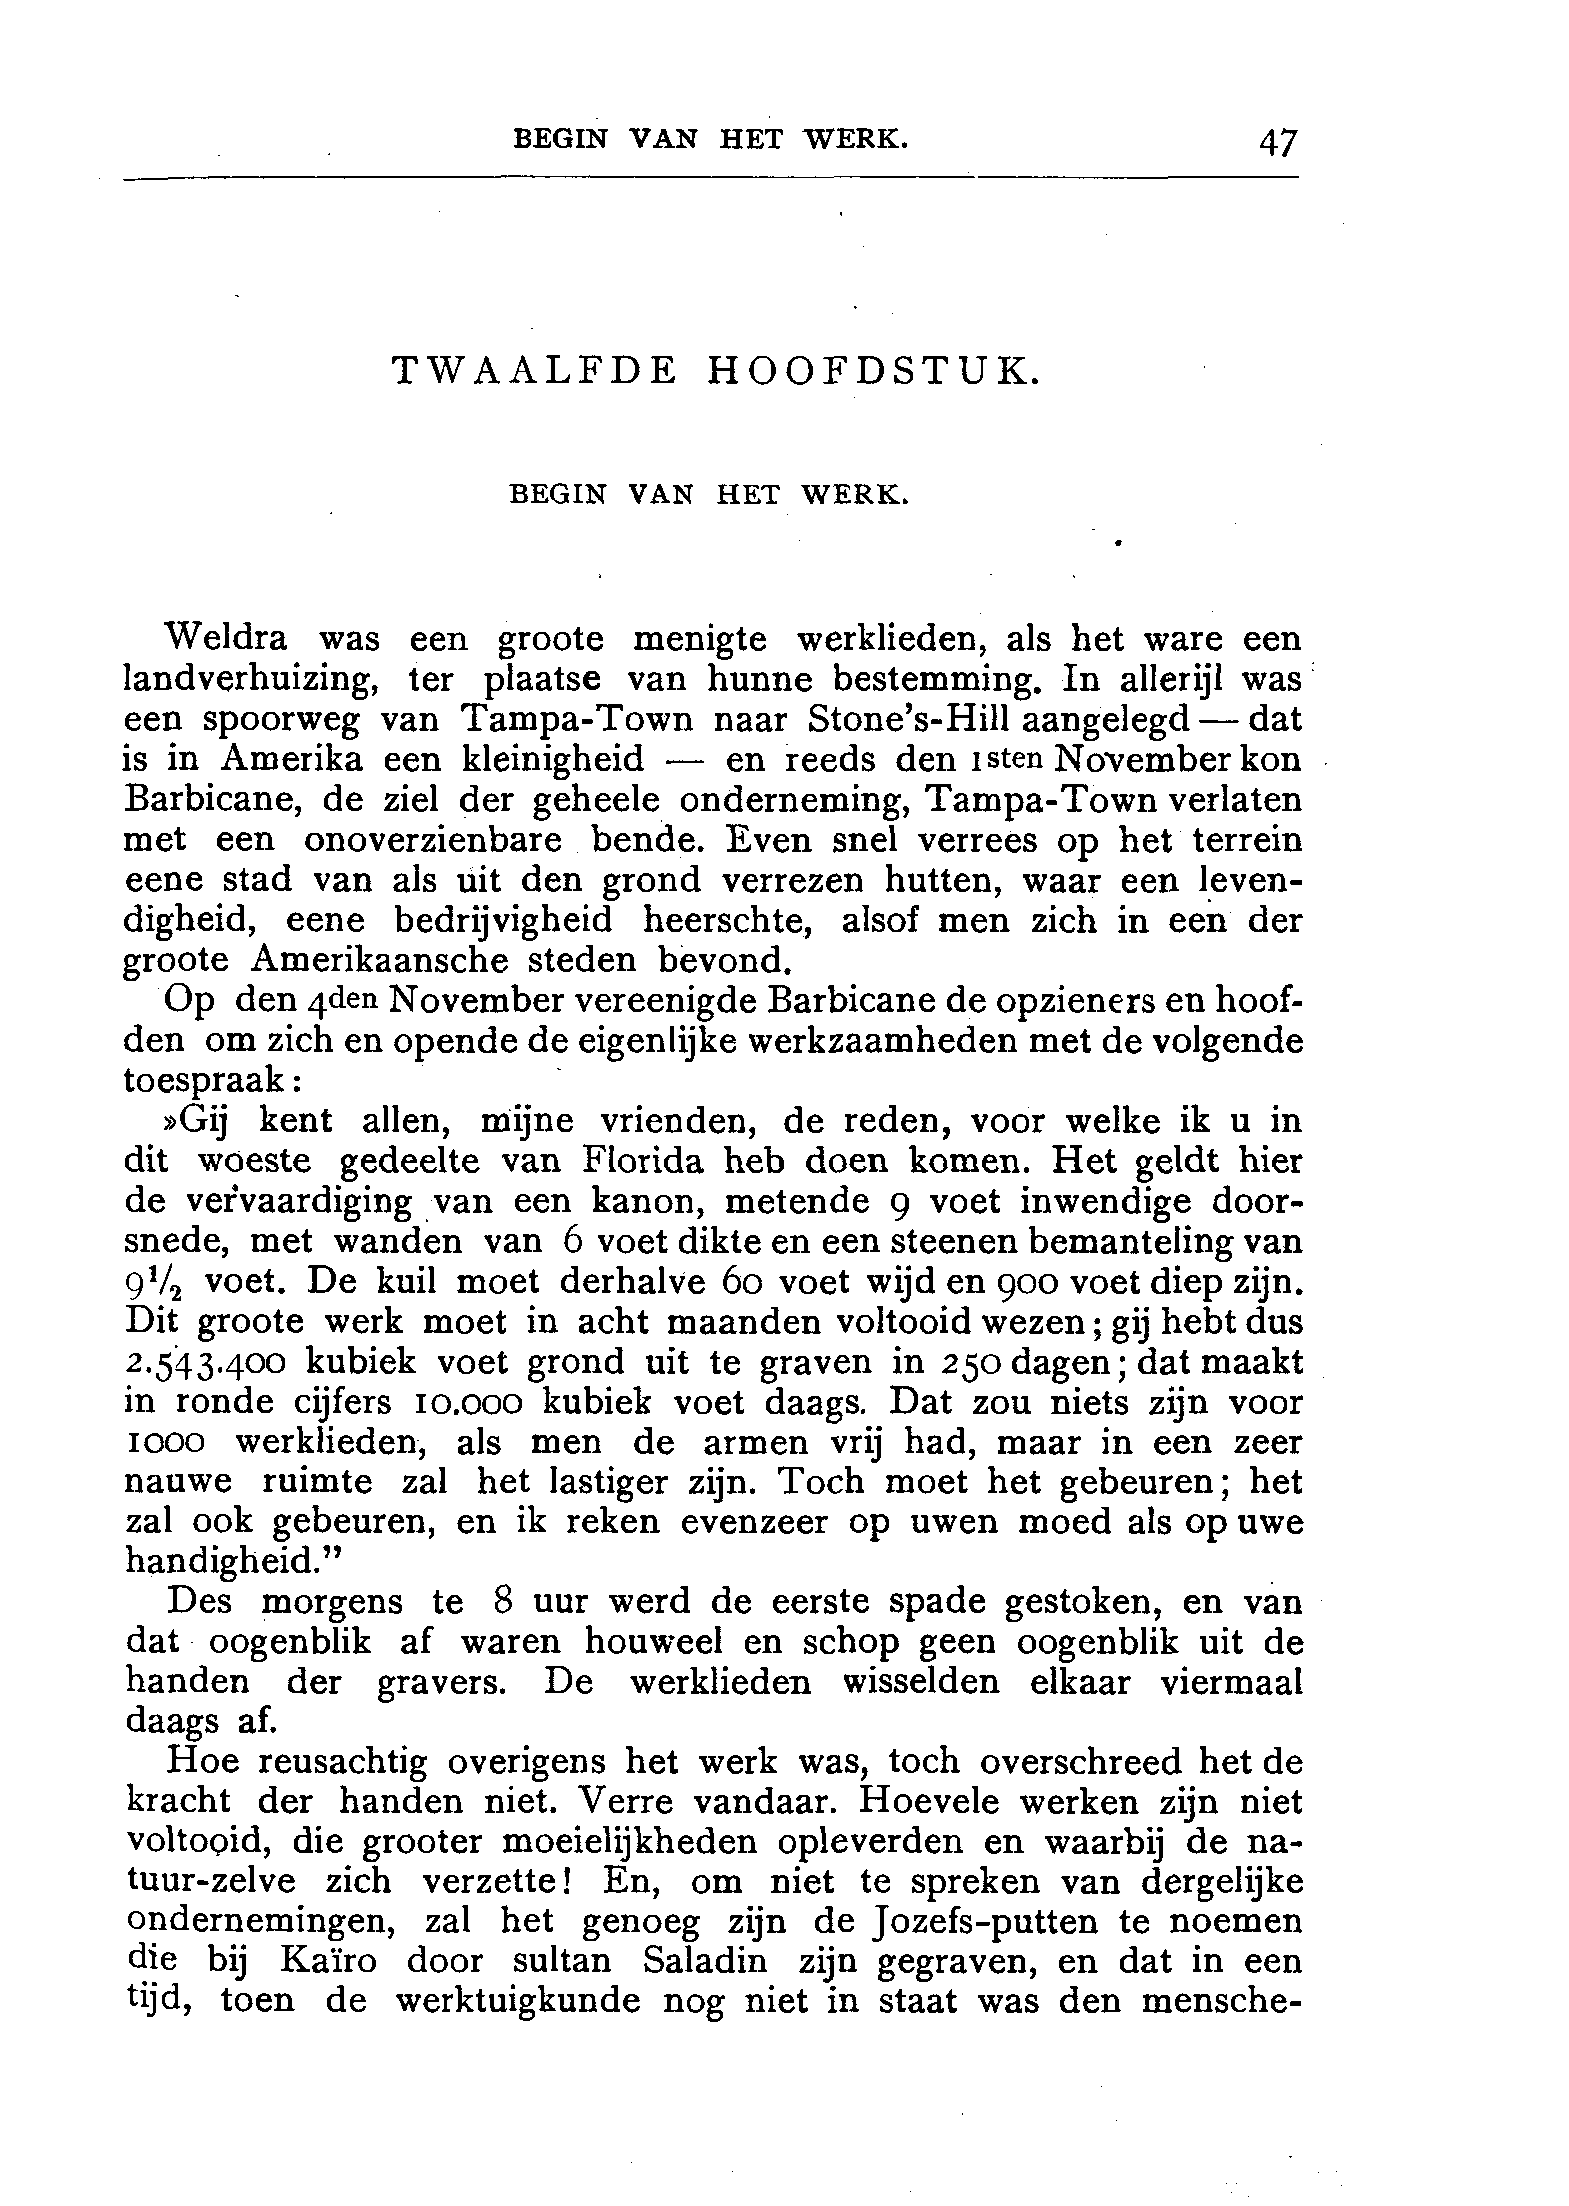 BEGIN VAN HET WERK. 47
TWAALFDE HOOFDSTUK.
BEGIN VAN HET WERK.
Weldra was een groote menigte werklieden, als het ware een
landverhuizing, ter plaatse van hunne bestemming. In allerijl was
een spoorweg van Tampa-Town naar Stone's-Hill aangelegd — dat
is in Amerika een kleinigheid — en reeds den 1sten November kon
Barbicane, de ziel der geheele onderneming, Tampa-Town verlaten
met een onoverzienbare bende. Even snel verrees op het terrein
eene stad van als uit den grond verrezen hutten, waar een leven-
digheid, eene bedrijvigheid heerschte, alsof men zich in een der
groote Amerikaansche steden bevond.
Op den 4den November vereenigde Barbicane de opzieners en hoof-
den om zich en opende de eigenlijke werkzaamheden met de volgende
toespraak:
»Gij kent allen, mijne vrienden, de reden, voor welke ik u in
dit woeste gedeelte van Florida heb doen komen. Het geldt hier
de vervaardiging van een kanon, metende 9 voet inwendige door-
snede, met wanden van 6 voet dikte en een steenen bemanteling van
9½ voet. De kuil moet derhalve 60 voet wijd en 900 voet diep zijn.
Dit groote werk moet in acht maanden voltooid wezen; gij hebt dus
2.543.400 kubiek voet grond uit te graven in 250 dagen; dat maakt
in ronde cijfers 10.000 kubiek voet daags. Dat zou niets zijn voor
1000 werklieden, als men de armen vrij had, maar in een zeer
nauwe ruimte zal het lastiger zijn. Toch moet het gebeuren; het
zal ook gebeuren, en ik reken evenzeer op uwen moed als op uwe
handigheid.”
Des morgens te 8 uur werd de eerste spade gestoken, en van
dat oogenblik af waren houweel en schop geen oogenblik uit de
handen der gravers. De werklieden wisselden elkaar viermaal
daags af.
Hoe reusachtig overigens het werk was, toch overschreed het de
kracht der handen niet. Verre vandaar. Hoevele werken zijn niet
voltooid, die grooter moeielijkheden opleverden en waarbij de na-
tuur-zelve zich verzette! En, om niet te spreken van dergelijke
ondernemingen, zal het genoeg zijn de Jozefs-putten te noemen
die bij Kaïro door sultan Saladin zijn gegraven, en dat in een
tijd, toen de werktuigkunde nog niet in staat was den mensche-